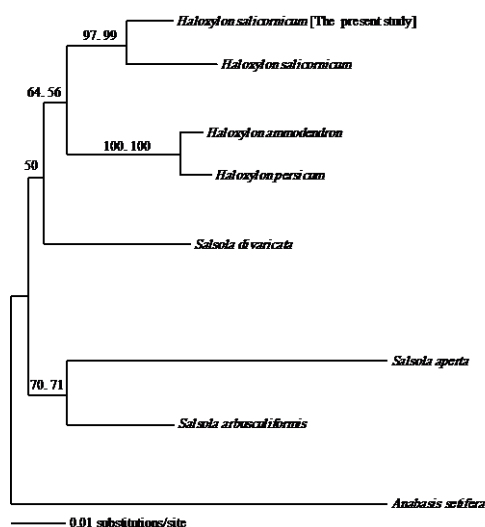 Haloxylon salicornicum [The present study]
97-99
Haloxylon salicornicum
64-56
Haloxylon ammodendron
100-100
50
Haloxylon persicum
Salsola divaricata
Salsola aperta
70-71
Salsola arbusculiformis
Anabasis setifera
0.01 substitutions/site